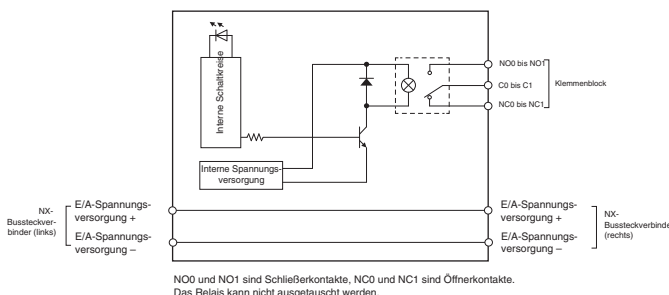 Interne Schaltkreise
NO0 bis NO1
C0 bis C1
NC0 bis NC1
Klemmenblock
Interne Spannungs-
versorgung
NX-
Bussteckver-
binder (links)
E/A-Spannungs-
versorgung +
E/A-Spannungs-
versorgung –
E/A-Spannungs-
versorgung +
E/A-Spannungs-
versorgung –
NX-
Bussteckverbinde
(rechts)
NO0 und NO1 sind Schließerkontakte, NC0 und NC1 sind Öffnerkontakte.
Das Relais kann nicht ausgetauscht werden.